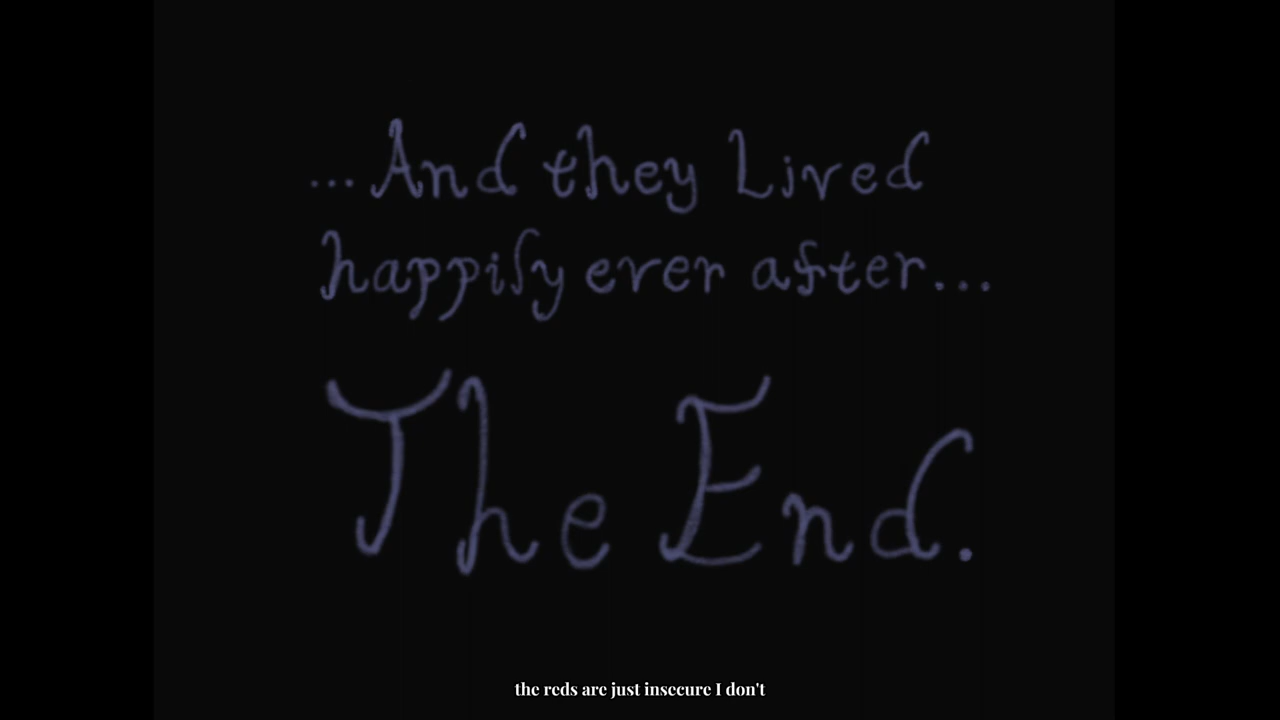 ...And they Lived
happily ever after...
The End.
the reds are just insecure I don't